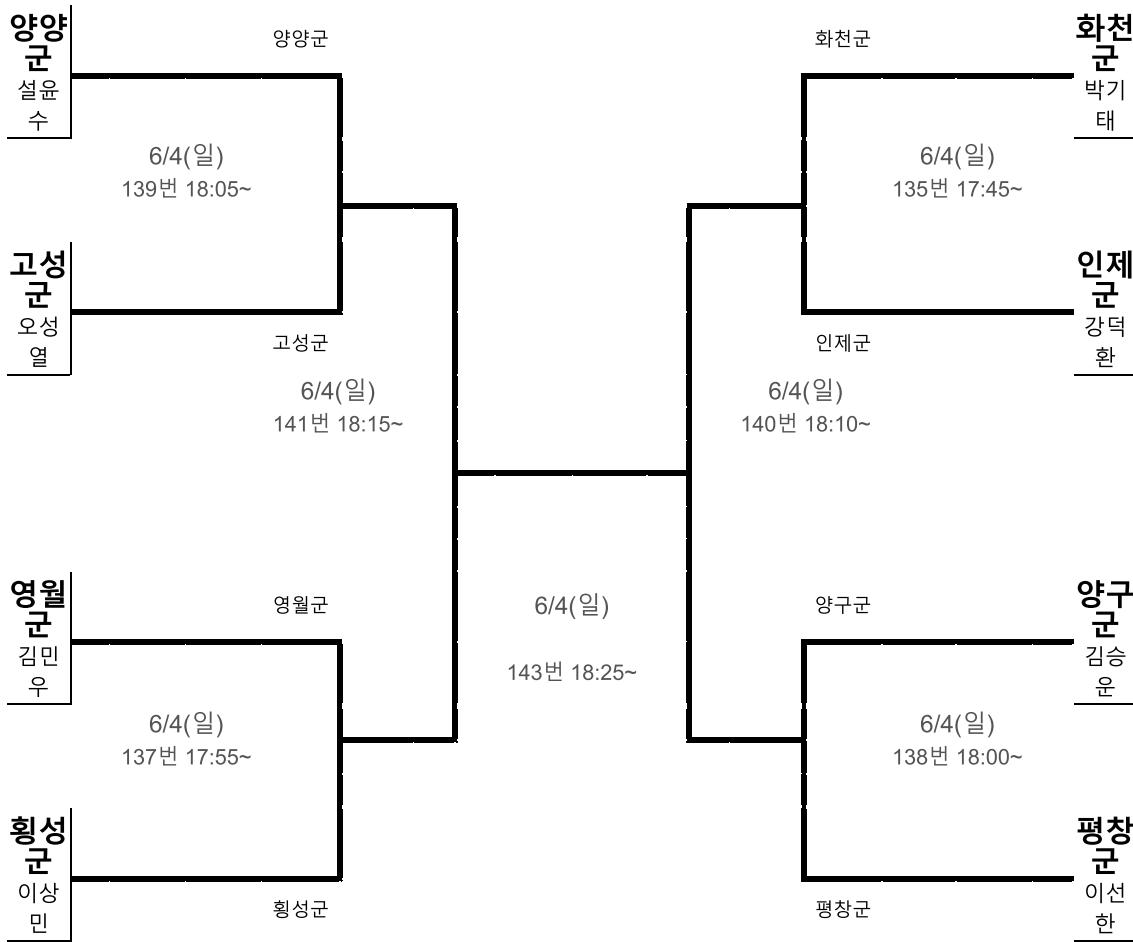 양양
군
설윤
수
양양군
6/4(일)
139번 18:05~
고성
군
오성
열
고성군
6/4(일)
141번 18:15~
영월
군
김민
우
영월군
6/4(일)
137번 17:55~
횡성
군
이상
민
횡성군
6/4(일)
143번 18:25~
화천군
화천
군
박기
태
6/4(일)
135번 17:45~
인제
군
강덕
환
인제군
6/4(일)
140번 18:10~
양구군
양구
군
김승
운
6/4(일)
138번 18:00~
평창
군
이선
한
평창군